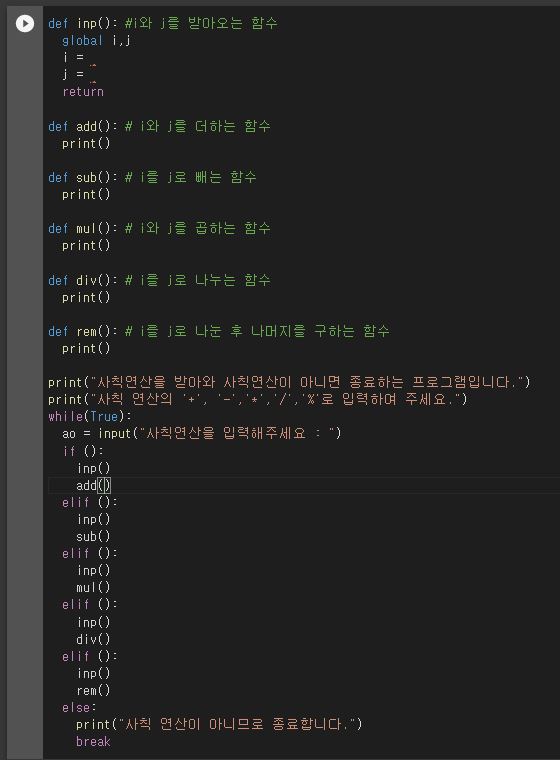 def inp(): #i와 j를 받아오는 함수
  global i,j
  i = _
  j = _
  return
def add(): # i와 j를 더하는 함수
  print()
def sub(): # i를 j로 빼는 함수
  print()
def mul(): # i와 j를 곱하는 함수
  print()
def div(): # i를 j로 나누는 함수
  print()
def rem(): # i를 j로 나눈 후 나머지를 구하는 함수
  print()
print("사칙연산을 받아와 사칙연산이 아니면 종료하는 프로그램입니다.")
print("사칙 연산의 '+', '-','*','/','%'로 입력하여 주세요.")
while(True):
  ao = input("사칙연산을 입력해주세요 : ")
  if ():
    inp()
    add()
  elif ():
    inp()
    sub()
  elif ():
    inp()
    mul()
  elif ():
    inp()
    div()
  elif ():
    inp()
    rem()
  else:
    print("사칙 연산이 아니므로 종료합니다.")
    break